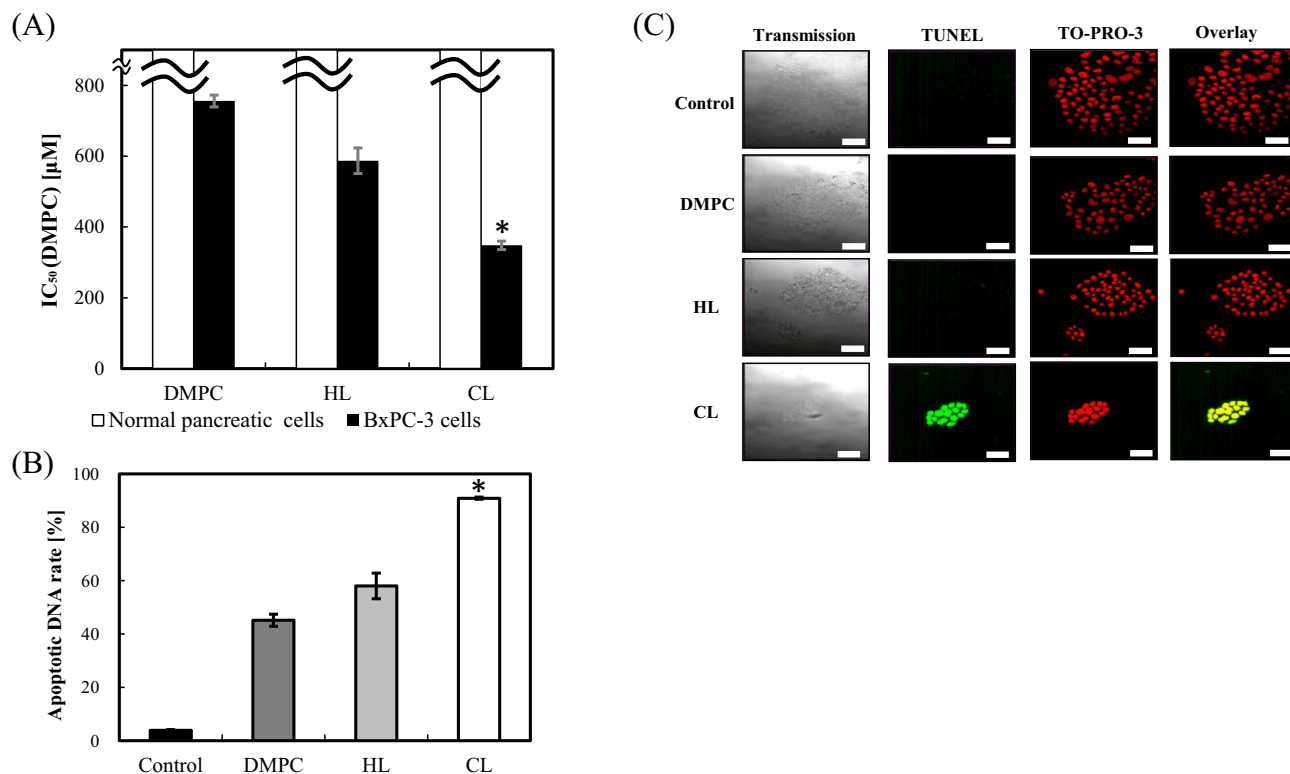 (A)
800
600
400
200
0
IC₅₀ (DMPC) [μM]
*
DMPC HL CL
Normal pancreatic cells BxPC-3 cells
(B)
100
80
60
40
20
0
Apoptotic DNA rate [%]
*
Control DMPC HL CL
(C)
Transmission TUNEL TO-PRO-3 Overlay
Control
DMPC
HL
CL